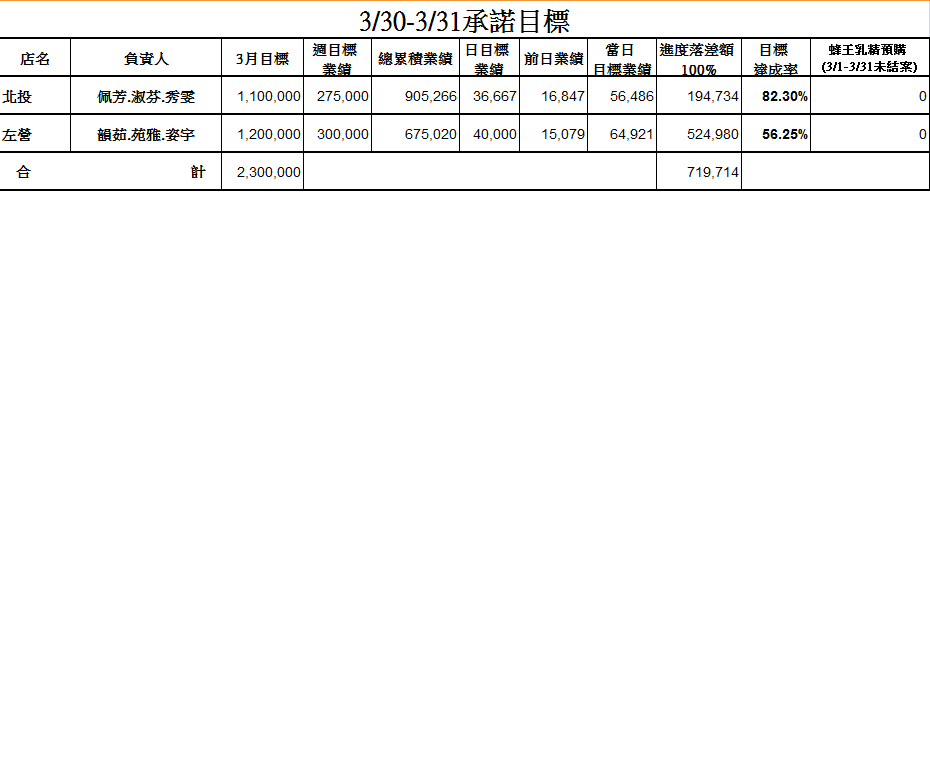 3/30-3/31承諾目標
店名 負責人 3月目標 週目標業績 總累積業績 日目標業績 前日業績 當日目標業績 進度落差額100% 目標達成率 蜂王乳精預購(3/1-3/31未結案)
北投 佩芳.淑芬.秀雯 1,100,000 275,000 905,266 36,667 16,847 56,486 194,734 82.30% 0
左營 韻茹.苑雅.姿宇 1,200,000 300,000 675,020 40,000 15,079 64,921 524,980 56.25% 0
合 計 2,300,000 719,714